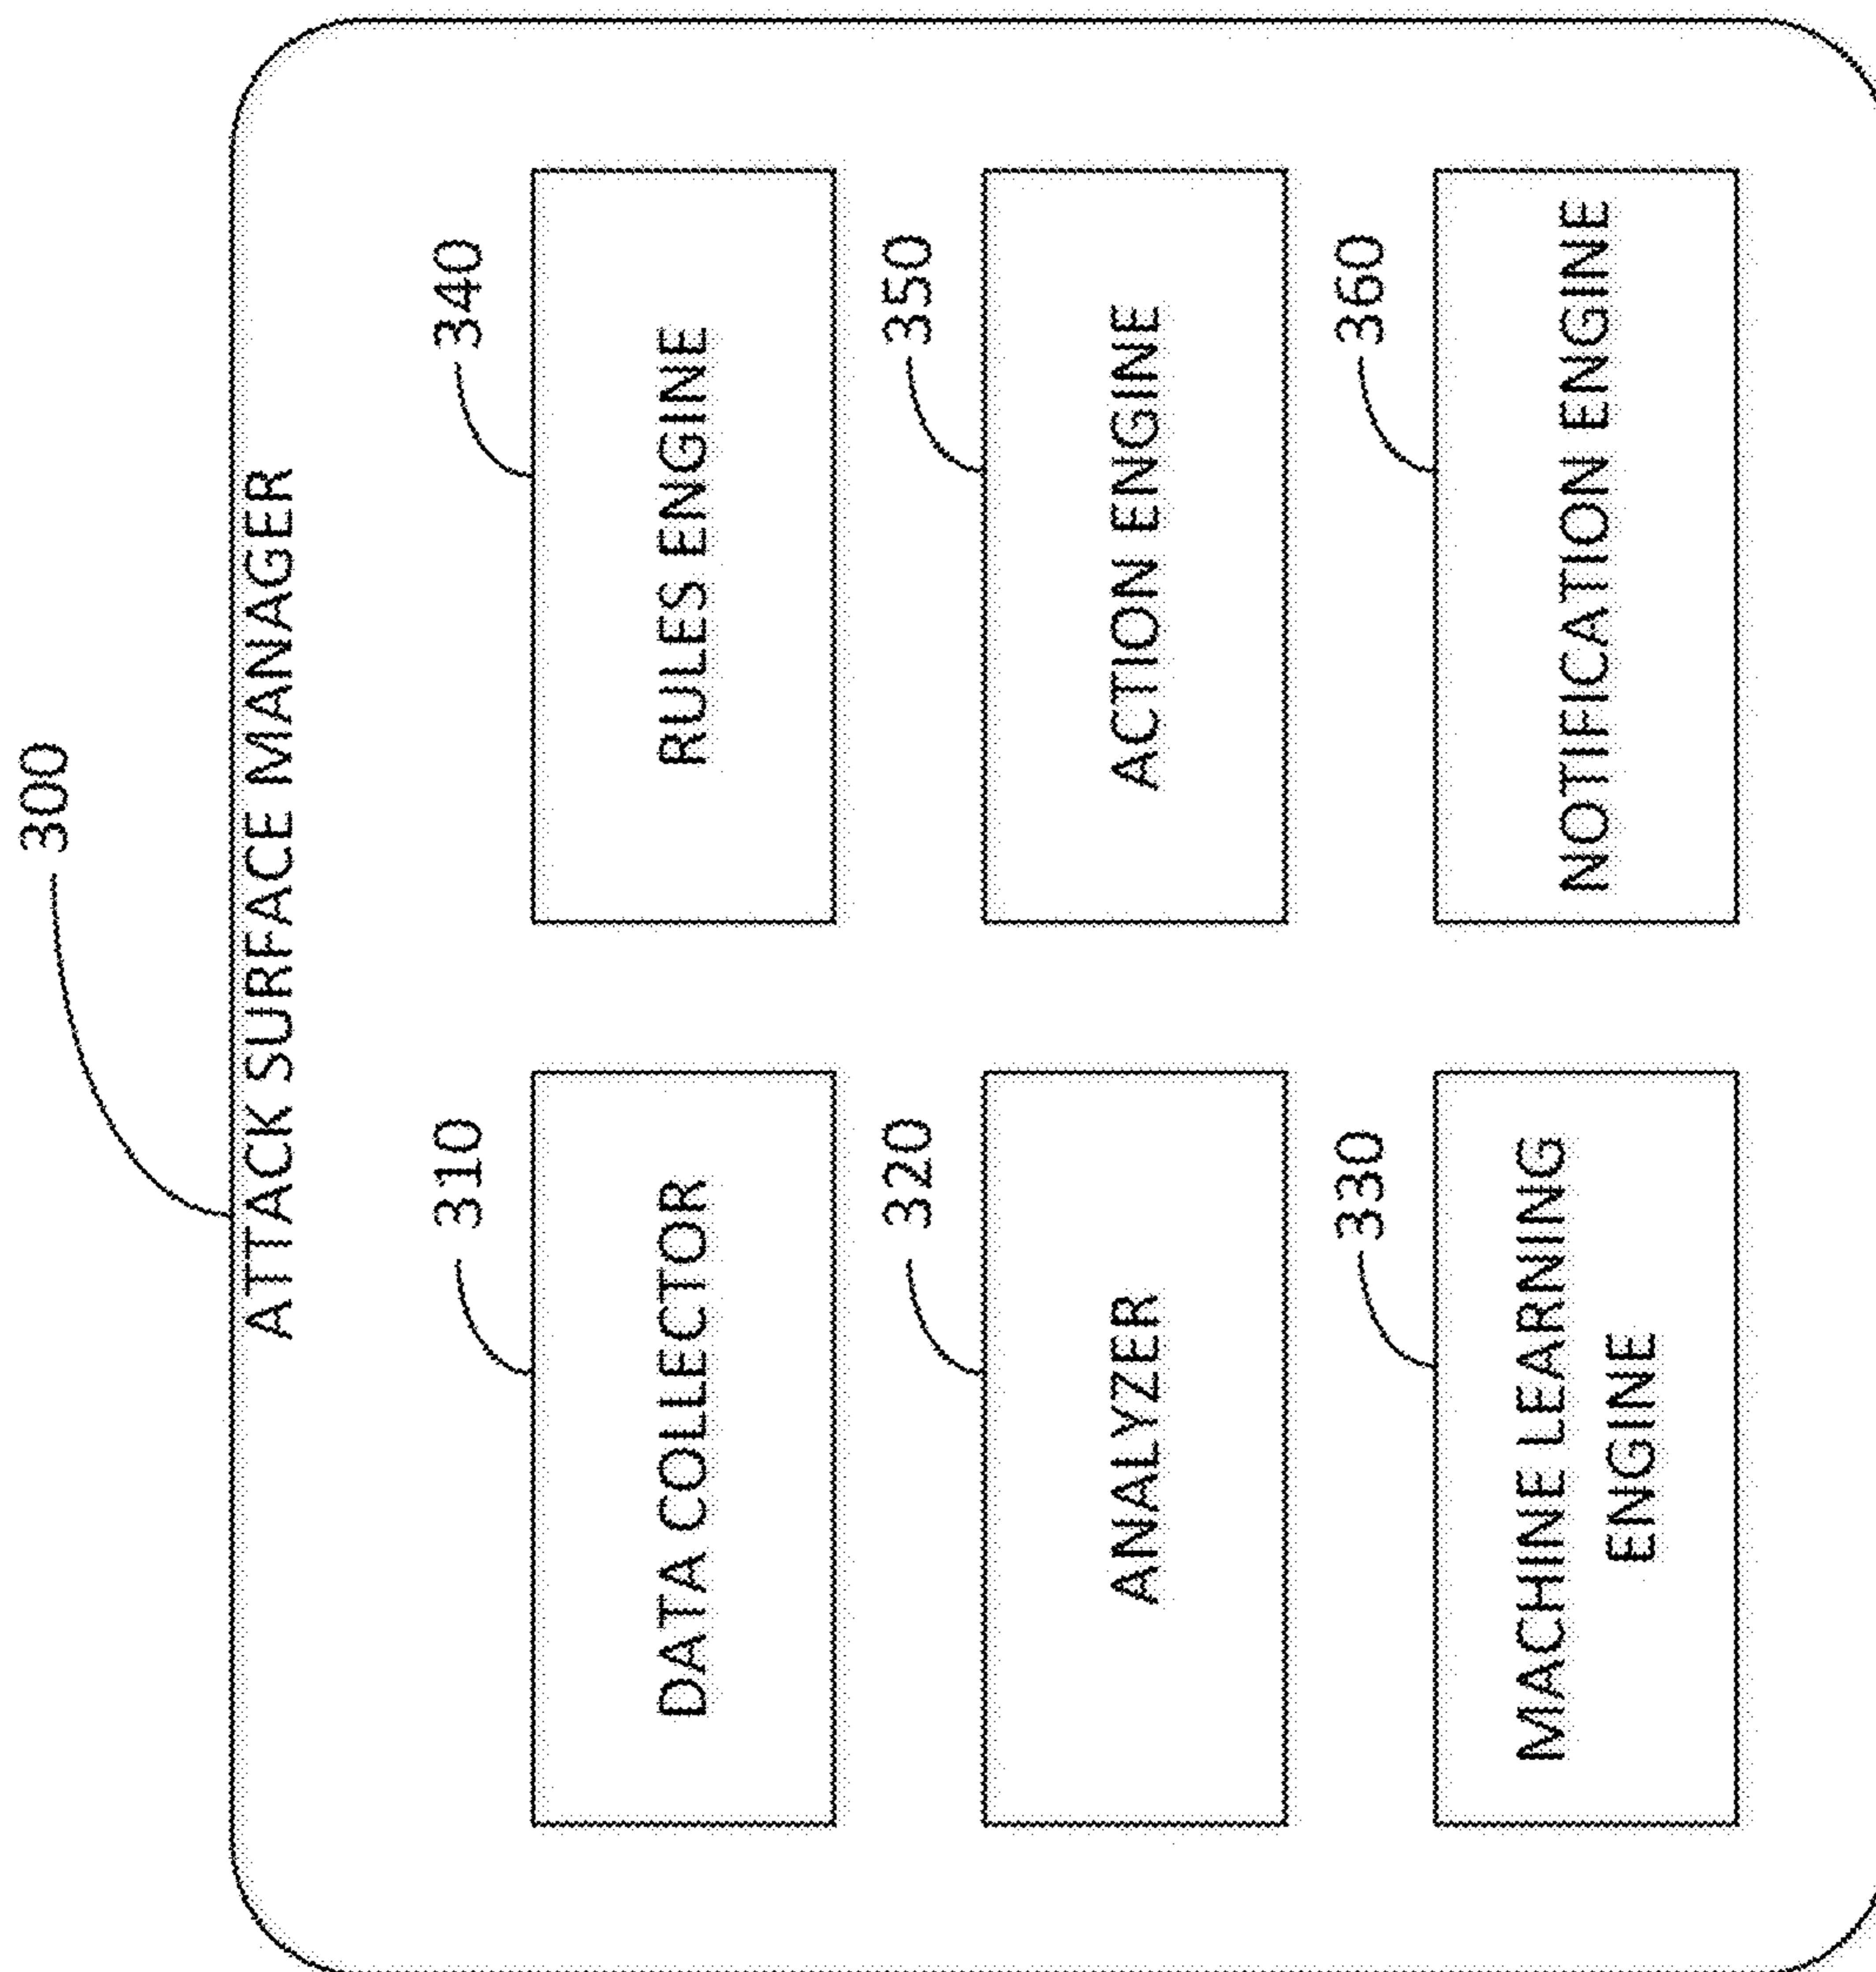 300
ATTACK SURFACE MANAGER
310
DATA COLLECTOR
340
RULES ENGINE
320
ANALYZER
350
ACTION ENGINE
330
MACHINE LEARNING
ENGINE
360
NOTIFICATION ENGINE